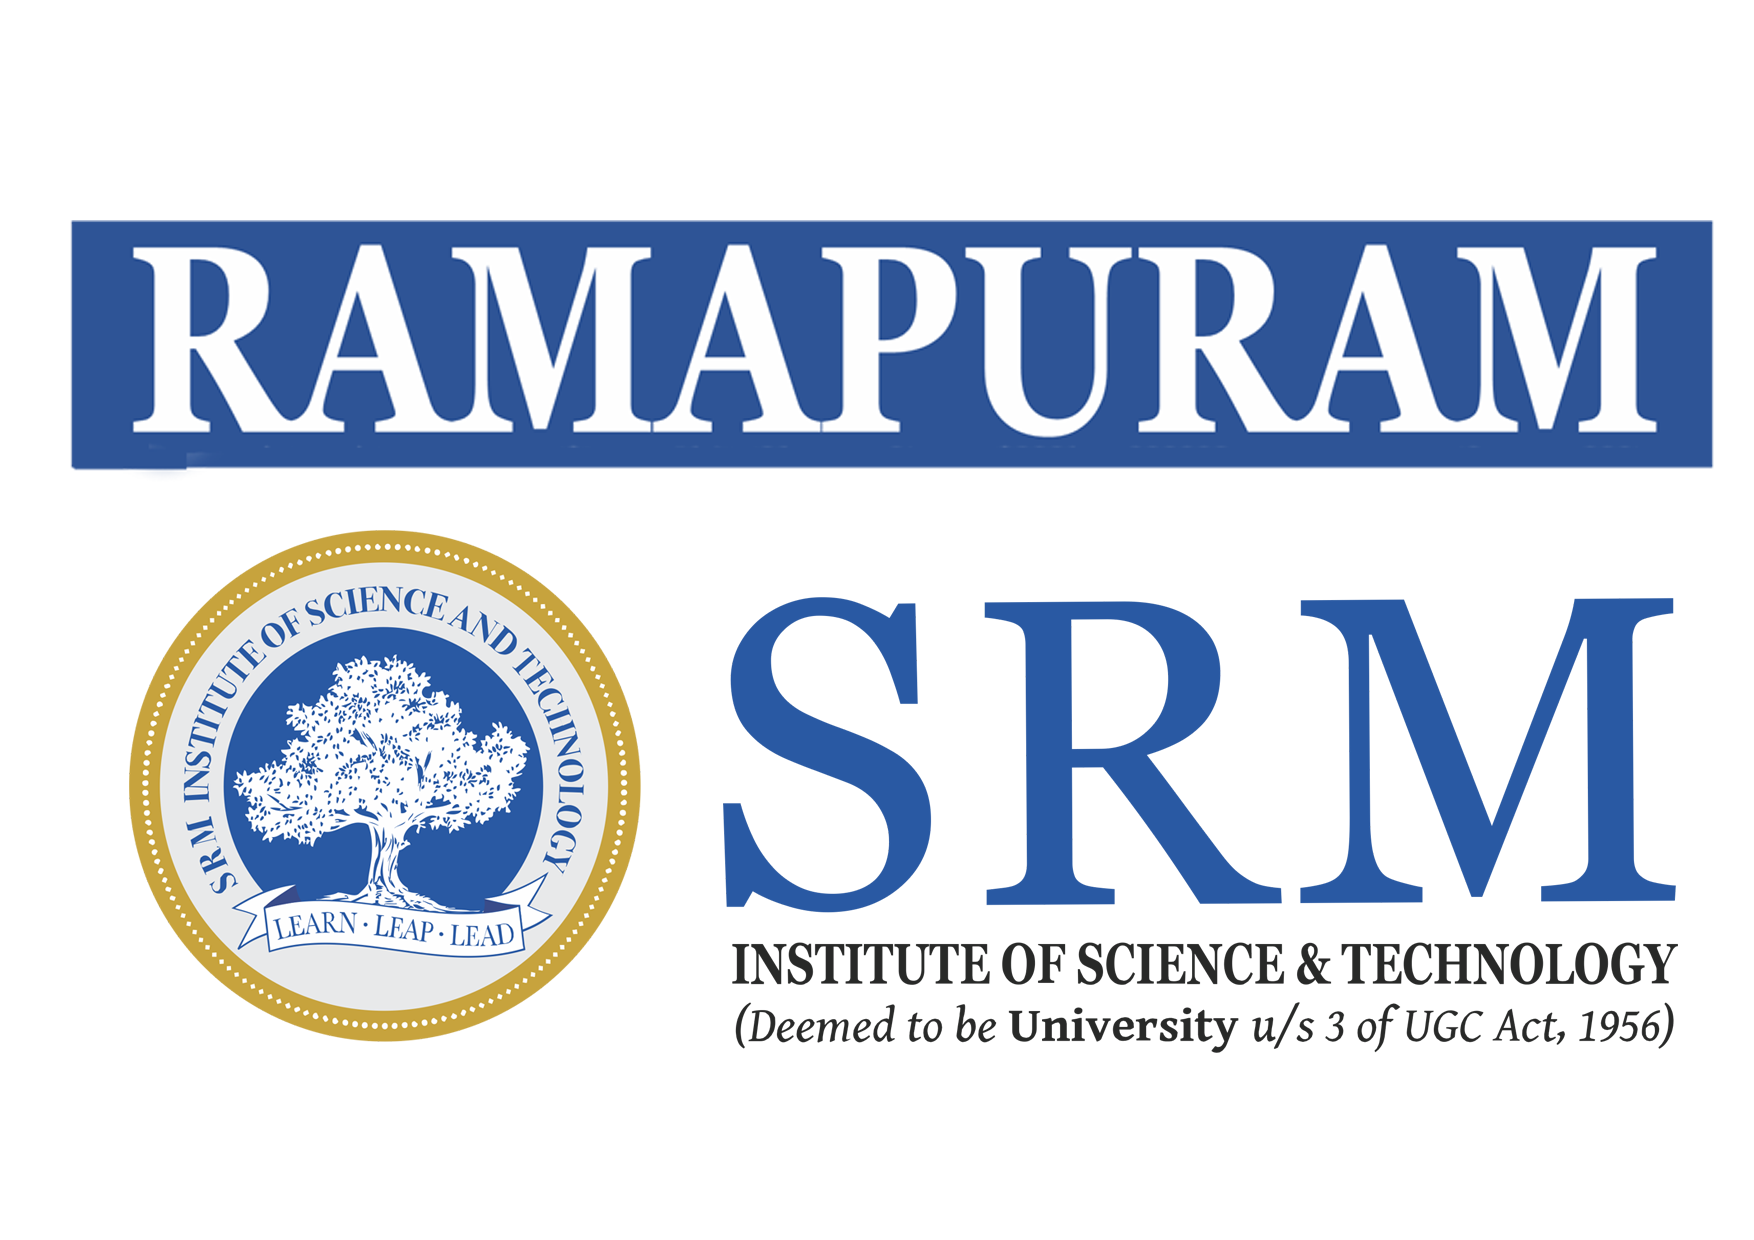 RAMAPURAM
SRM INSTITUTE OF SCIENCE AND TECHNOLOGY
LEARN · LEAP · LEAD
SRM
INSTITUTE OF SCIENCE & TECHNOLOGY
(Deemed to be University u/s 3 of UGC Act, 1956)